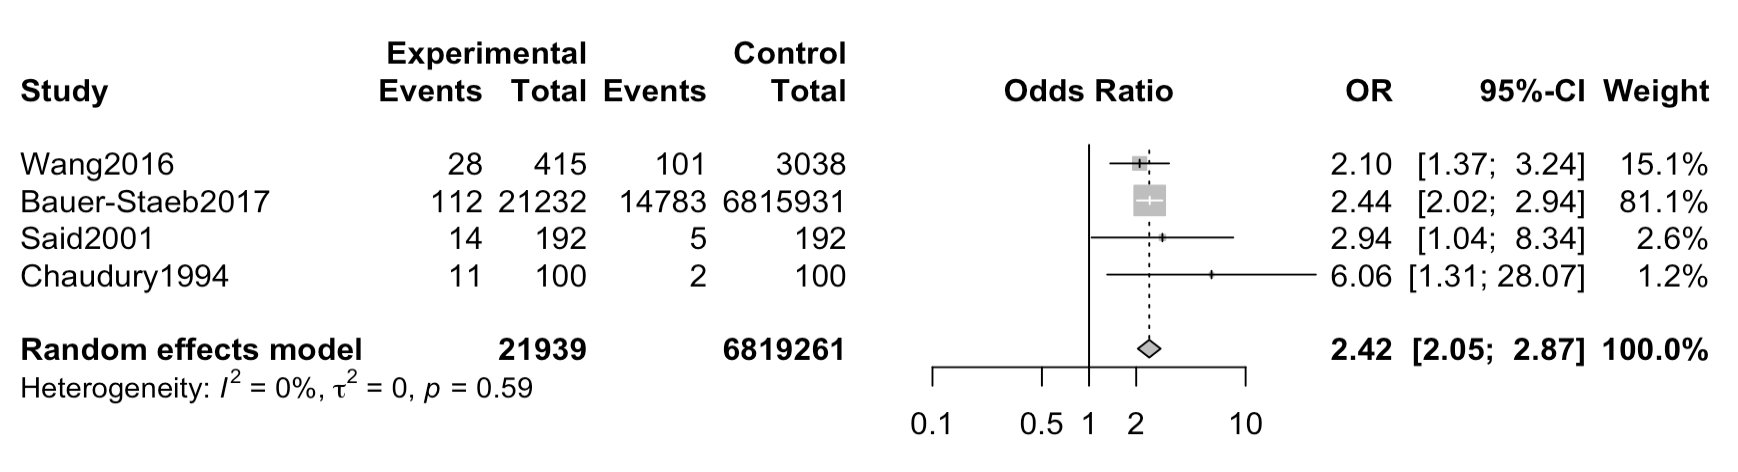 Experimental Control
Study Events Total Events Total Odds Ratio OR 95%-CI Weight
Wang2016 28 415 101 3038 2.10 [1.37; 3.24] 15.1%
Bauer-Staeb2017 112 21232 14783 6815931 2.44 [2.02; 2.94] 81.1%
Said2001 14 192 5 192 2.94 [1.04; 8.34] 2.6%
Chaudury1994 11 100 2 100 6.06 [1.31; 28.07] 1.2%
Random effects model 21939 6819261 2.42 [2.05; 2.87] 100.0%
Heterogeneity: I² = 0%, τ² = 0, p = 0.59
0.1 0.5 1 2 10